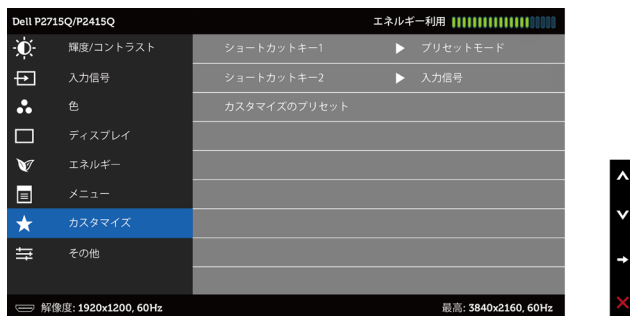 Dell P2715Q/P2415Q エネルギー利用
輝度/コントラスト ショートカットキー1 ▶ プリセットモード
入力信号 ショートカットキー2 ▶ 入力信号
色 カスタマイズのプリセット
ディスプレイ
エネルギー
メニュー
カスタマイズ
その他
解像度: 1920x1200, 60Hz 最高: 3840x2160, 60Hz